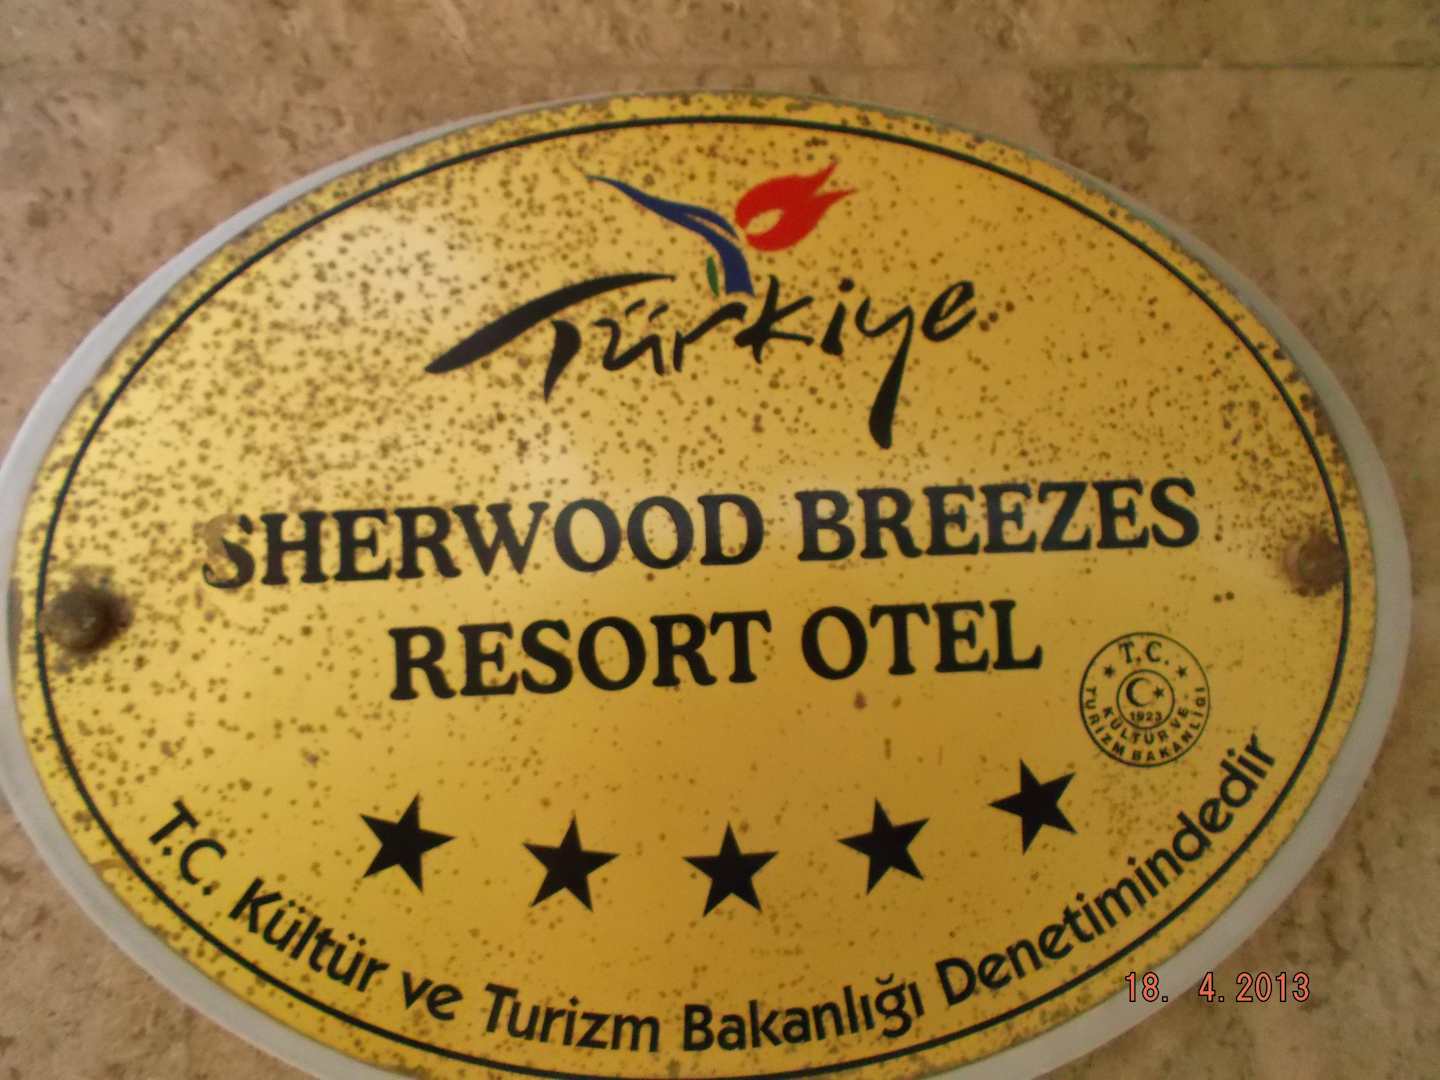 Türkiye
SHERWOOD BREEZES
RESORT OTEL
T.C.
1923
KÜLTÜR VE
TURİZM BAKANLIĞI
T.C. Kültür ve Turizm Bakanlığı Denetimindedir
18. 4.2013